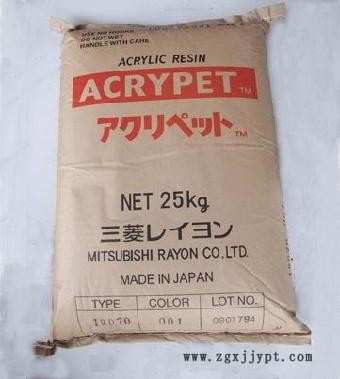 USE NO HOOKS
DO NOT WET
HANDLE WITH CARE
ACRYLIC RESIN
ACRYPET TM
アクリペット TM
NET 25kg
三菱レイヨン
MITSUBISHI RAYON CO.,LTD.
MADE IN JAPAN
TYPE COLOR LOT NO.
IRD70 001 0901794
www.zgxjjypt.com